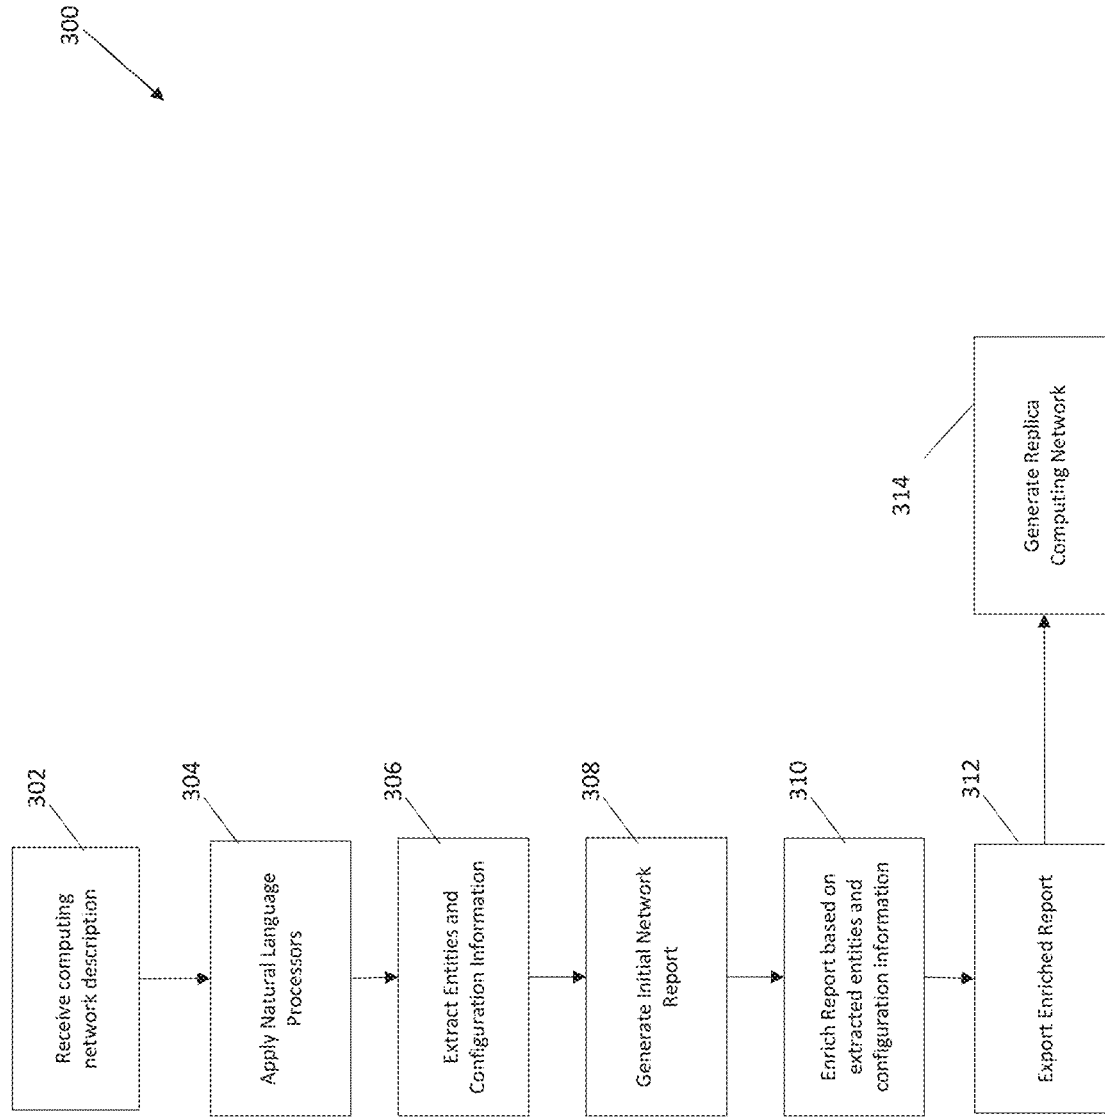 300
302
Receive computing
network description
304
Apply Natural Language
Processors
306
Extract Entities and
Configuration Information
308
Generate Initial Network
Report
310
Enrich Report based on
extracted entities and
configuration information
312
Export Enriched Report
314
Generate Replica
Computing Network